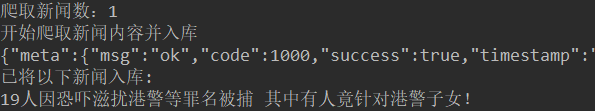 爬取新闻数：1
开始爬取新闻内容并入库
{"meta":{"msg":"ok","code":1000,"success":true,"timestamp":"
已将以下新闻入库:
19人因恐吓滋扰港警等罪名被捕 其中有人竟针对港警子女!